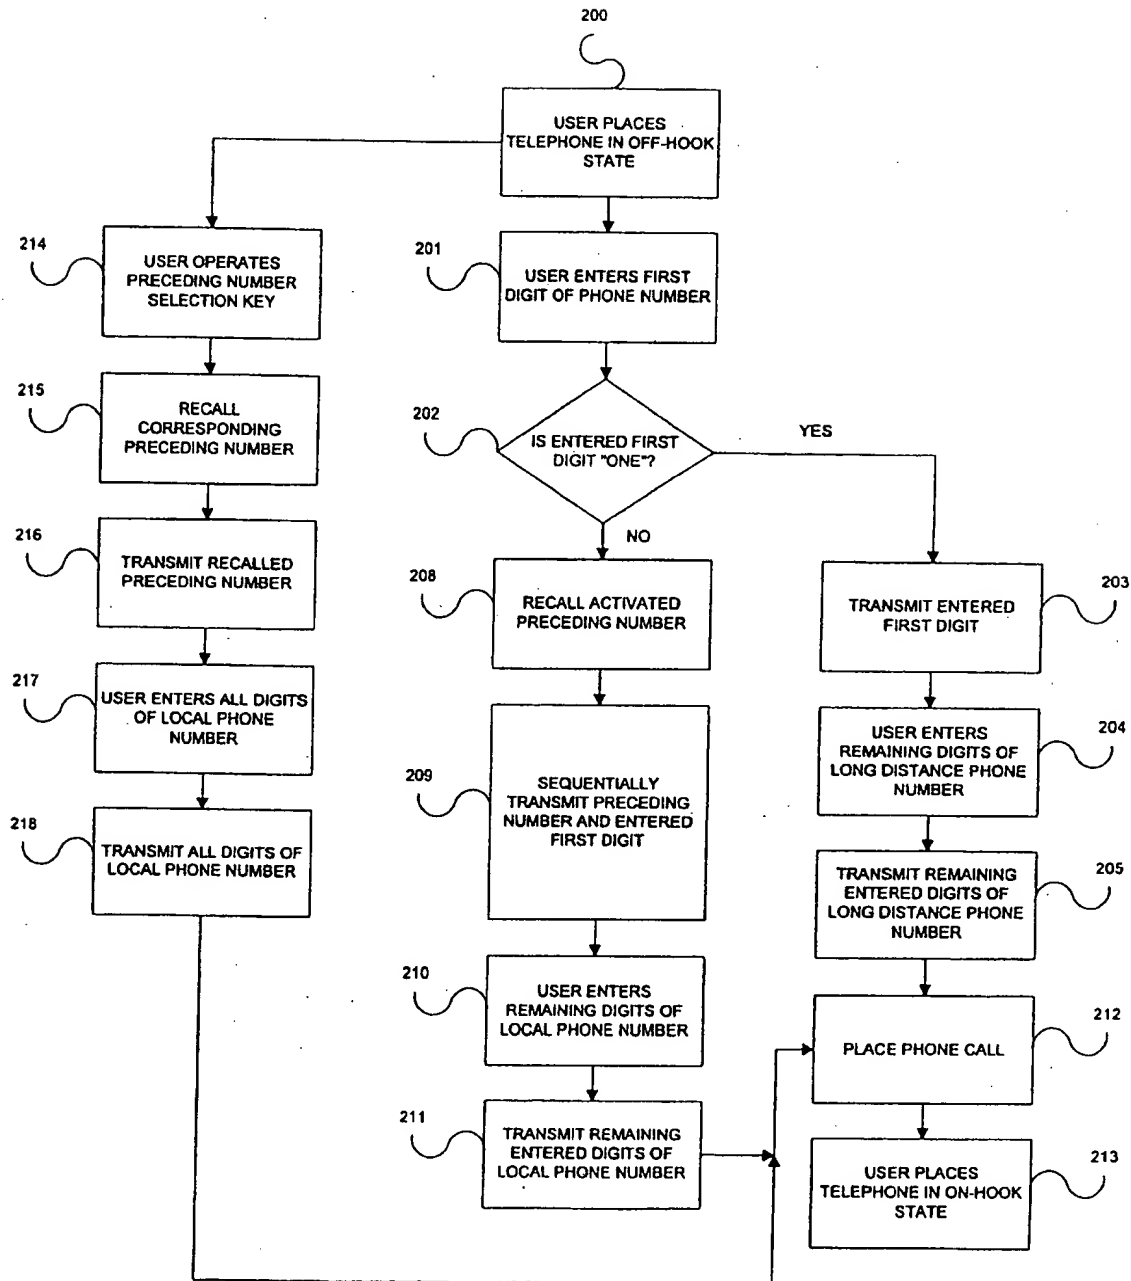 200
USER PLACES
TELEPHONE IN OFF-HOOK
STATE
214
USER OPERATES
PRECEDING NUMBER
SELECTION KEY
201
USER ENTERS FIRST
DIGIT OF PHONE NUMBER
215
RECALL
CORRESPONDING
PRECEDING NUMBER
202
IS ENTERED FIRST
DIGIT "ONE"?
YES
NO
216
TRANSMIT RECALLED
PRECEDING NUMBER
208
RECALL ACTIVATED
PRECEDING NUMBER
203
TRANSMIT ENTERED
FIRST DIGIT
217
USER ENTERS ALL DIGITS
OF LOCAL PHONE
NUMBER
209
SEQUENTIALLY
TRANSMIT PRECEDING
NUMBER AND ENTERED
FIRST DIGIT
204
USER ENTERS
REMAINING DIGITS OF
LONG DISTANCE PHONE
NUMBER
218
TRANSMIT ALL DIGITS OF
LOCAL PHONE NUMBER
205
TRANSMIT REMAINING
ENTERED DIGITS OF
LONG DISTANCE PHONE
NUMBER
210
USER ENTERS
REMAINING DIGITS OF
LOCAL PHONE NUMBER
212
PLACE PHONE CALL
211
TRANSMIT REMAINING
ENTERED DIGITS OF
LOCAL PHONE NUMBER
213
USER PLACES
TELEPHONE IN ON-HOOK
STATE